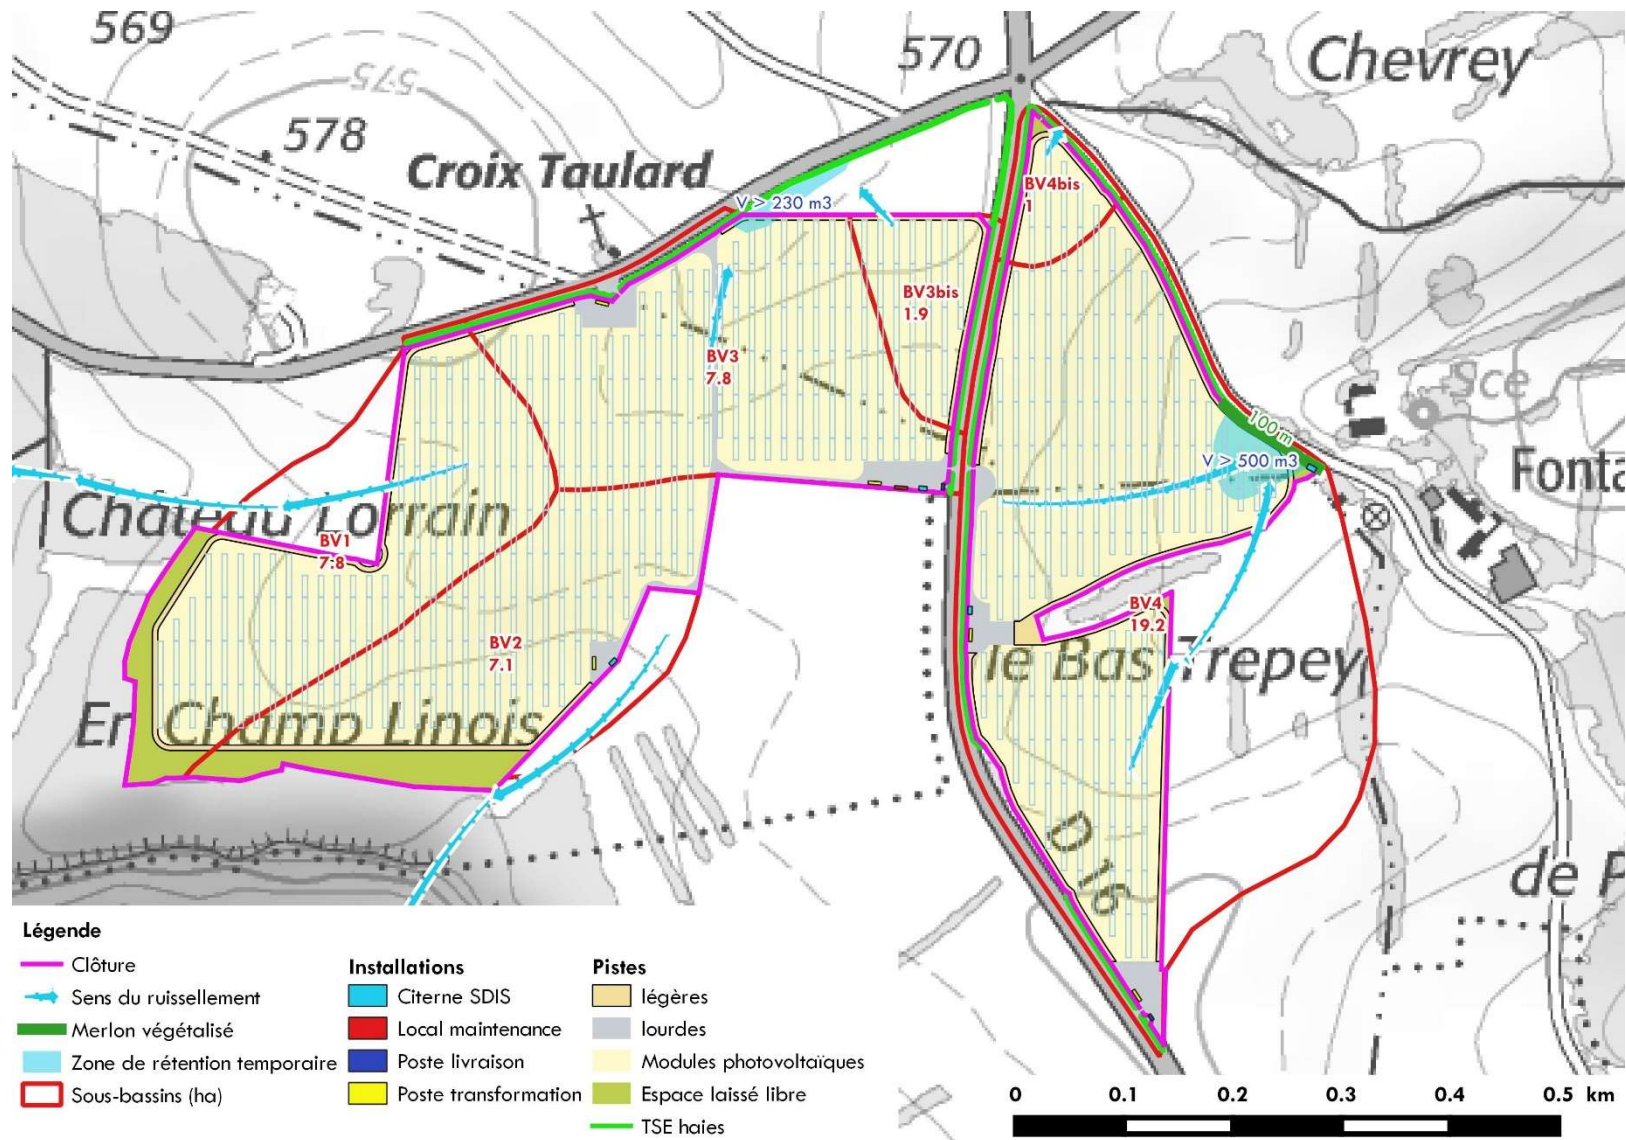 569
570
Chevrey
575
578
Croix Taulard
V > 230 m3
BV4bis
1
BV3bis
1.9
BV3
7.8
Sce
100 m
V > 500 m3
Fonta
Château Lorrain
BV1
7.8
BV4
19.2
BV2
7.1
le Bas Trepey
En Champ Linois
D 16
de P
Légende
Clôture
Sens du ruissellement
Merlon végétalisé
Zone de rétention temporaire
Sous-bassins (ha)
Installations
Citerne SDIS
Local maintenance
Poste livraison
Poste transformation
Pistes
légères
lourdes
Modules photovoltaïques
Espace laissé libre
TSE haies
0 0.1 0.2 0.3 0.4 0.5 km